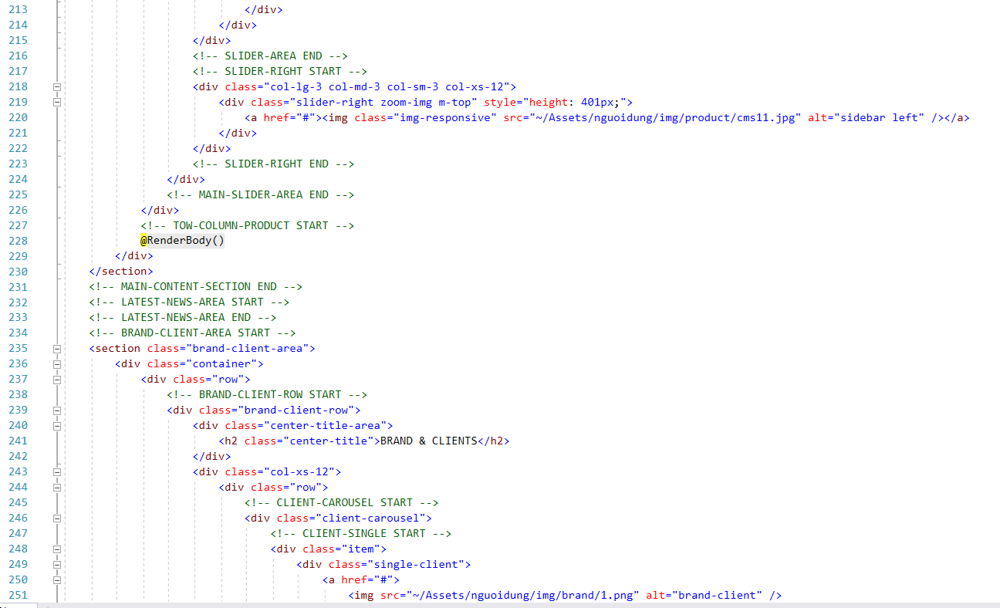 213 </div>
214 </div>
215 </div>
216 <!-- SLIDER-AREA END -->
217 <!-- SLIDER-RIGHT START -->
218 <div class="col-lg-3 col-md-3 col-sm-3 col-xs-12">
219 <div class="slider-right zoom-img m-top" style="height: 401px;">
220 <a href="#"><img class="img-responsive" src="~/Assets/nguoidung/img/product/cms11.jpg" alt="sidebar left" /></a>
221 </div>
222 </div>
223 <!-- SLIDER-RIGHT END -->
224 </div>
225 <!-- MAIN-SLIDER-AREA END -->
226 </div>
227 <!-- TOW-COLUMN-PRODUCT START -->
228 @RenderBody()
229 </div>
230 </section>
231 <!-- MAIN-CONTENT-SECTION END -->
232 <!-- LATEST-NEWS-AREA START -->
233 <!-- LATEST-NEWS-AREA END -->
234 <!-- BRAND-CLIENT-AREA START -->
235 <section class="brand-client-area">
236 <div class="container">
237 <div class="row">
238 <!-- BRAND-CLIENT-ROW START -->
239 <div class="brand-client-row">
240 <div class="center-title-area">
241 <h2 class="center-title">BRAND & CLIENTS</h2>
242 </div>
243 <div class="col-xs-12">
244 <div class="row">
245 <!-- CLIENT-CAROUSEL START -->
246 <div class="client-carousel">
247 <!-- CLIENT-SINGLE START -->
248 <div class="item">
249 <div class="single-client">
250 <a href="#">
251 <img src="~/Assets/nguoidung/img/brand/1.png" alt="brand-client" />